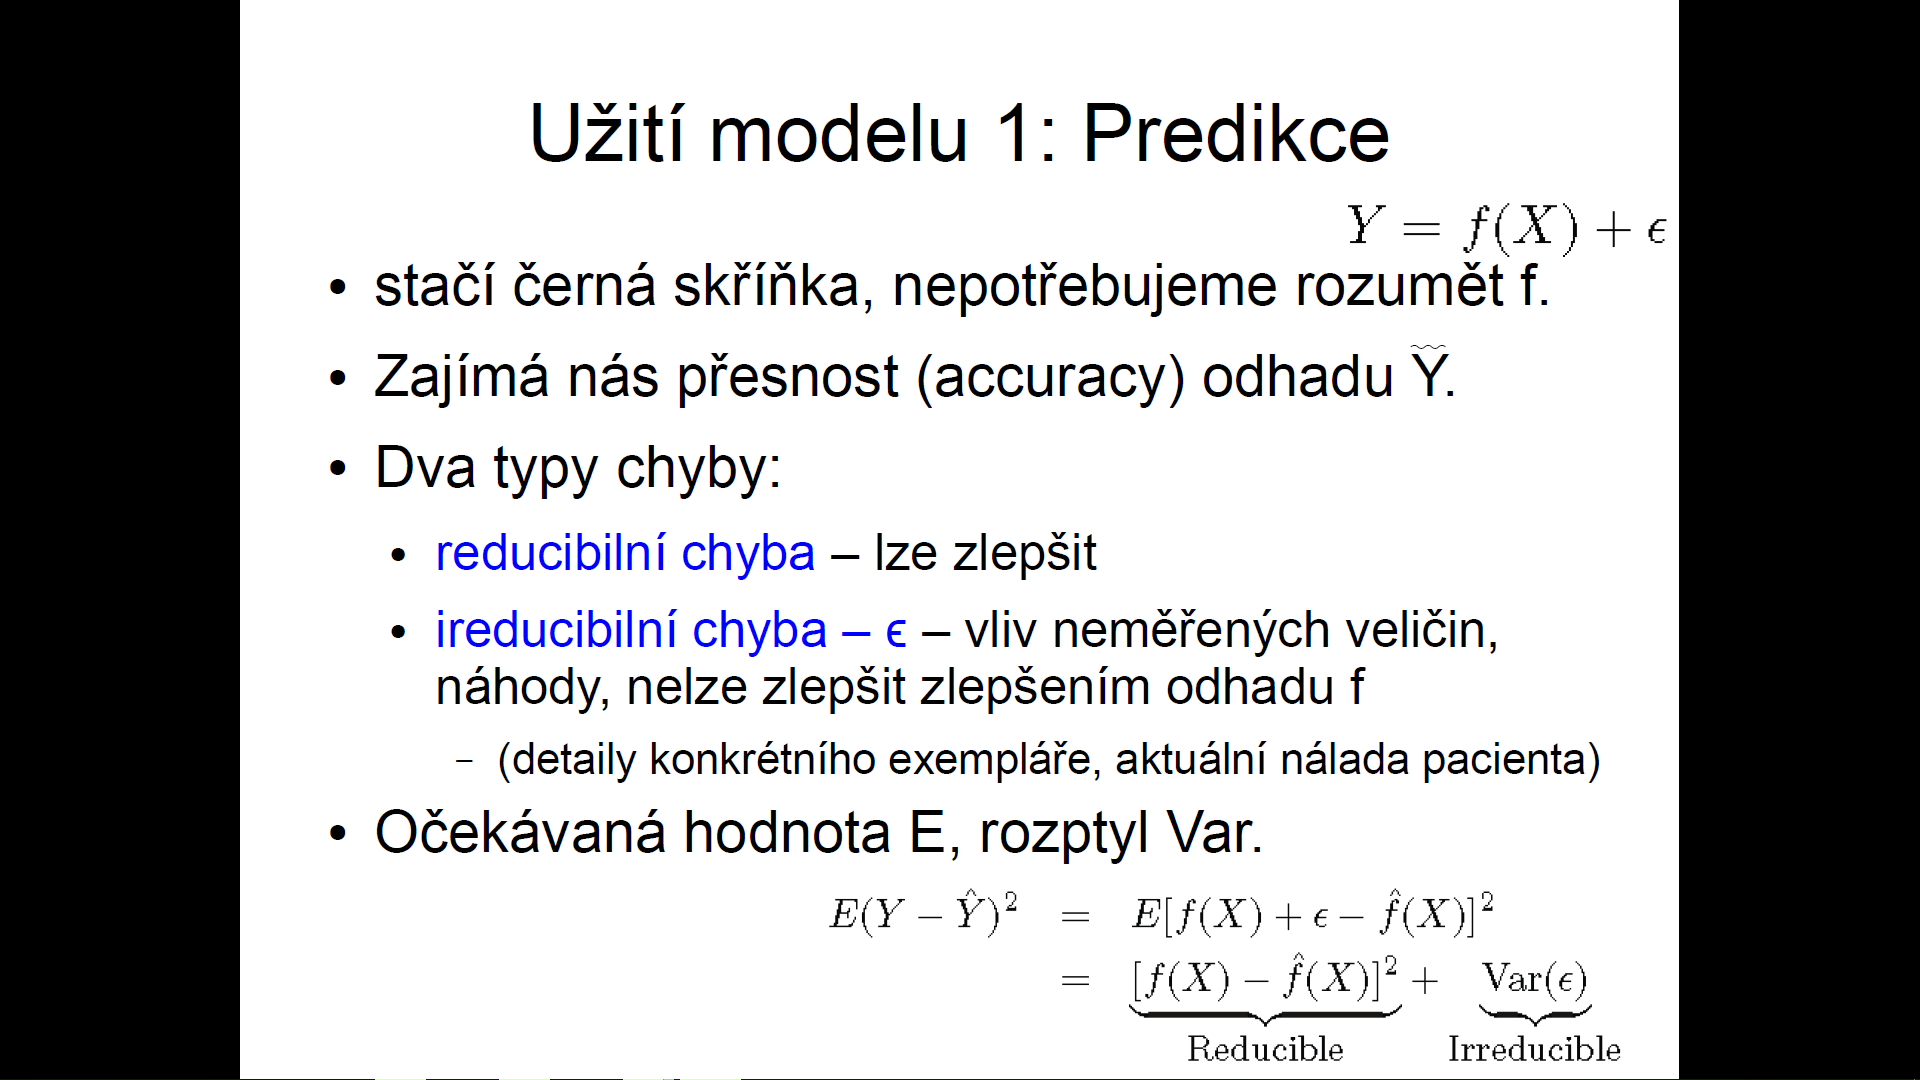 Užití modelu 1: Predikce
Y = f(X) + ϵ
• stačí černá skříňka, nepotřebujeme rozumět f.
• Zajímá nás přesnost (accuracy) odhadu Ỹ.
• Dva typy chyby:
• reducibilní chyba – lze zlepšit
• ireducibilní chyba – ϵ – vliv neměřených veličin,
náhody, nelze zlepšit zlepšením odhadu f
– (detaily konkrétního exempláře, aktuální nálada pacienta)
• Očekávaná hodnota E, rozptyl Var.
E(Y − Ŷ)² = E[f(X) + ϵ − f̂(X)]²
= [f(X) − f̂(X)]² + Var(ϵ)
Reducible Irreducible